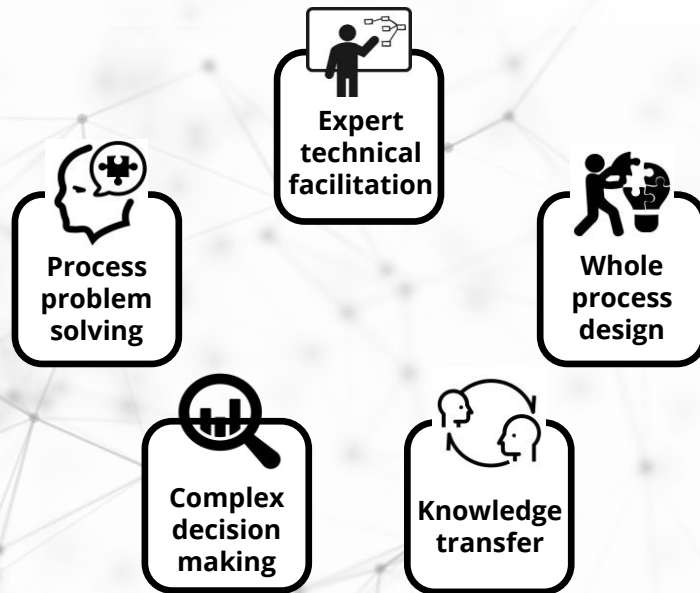 Expert
technical
facilitation
Process
problem
solving
Whole
process
design
Complex
decision
making
Knowledge
transfer